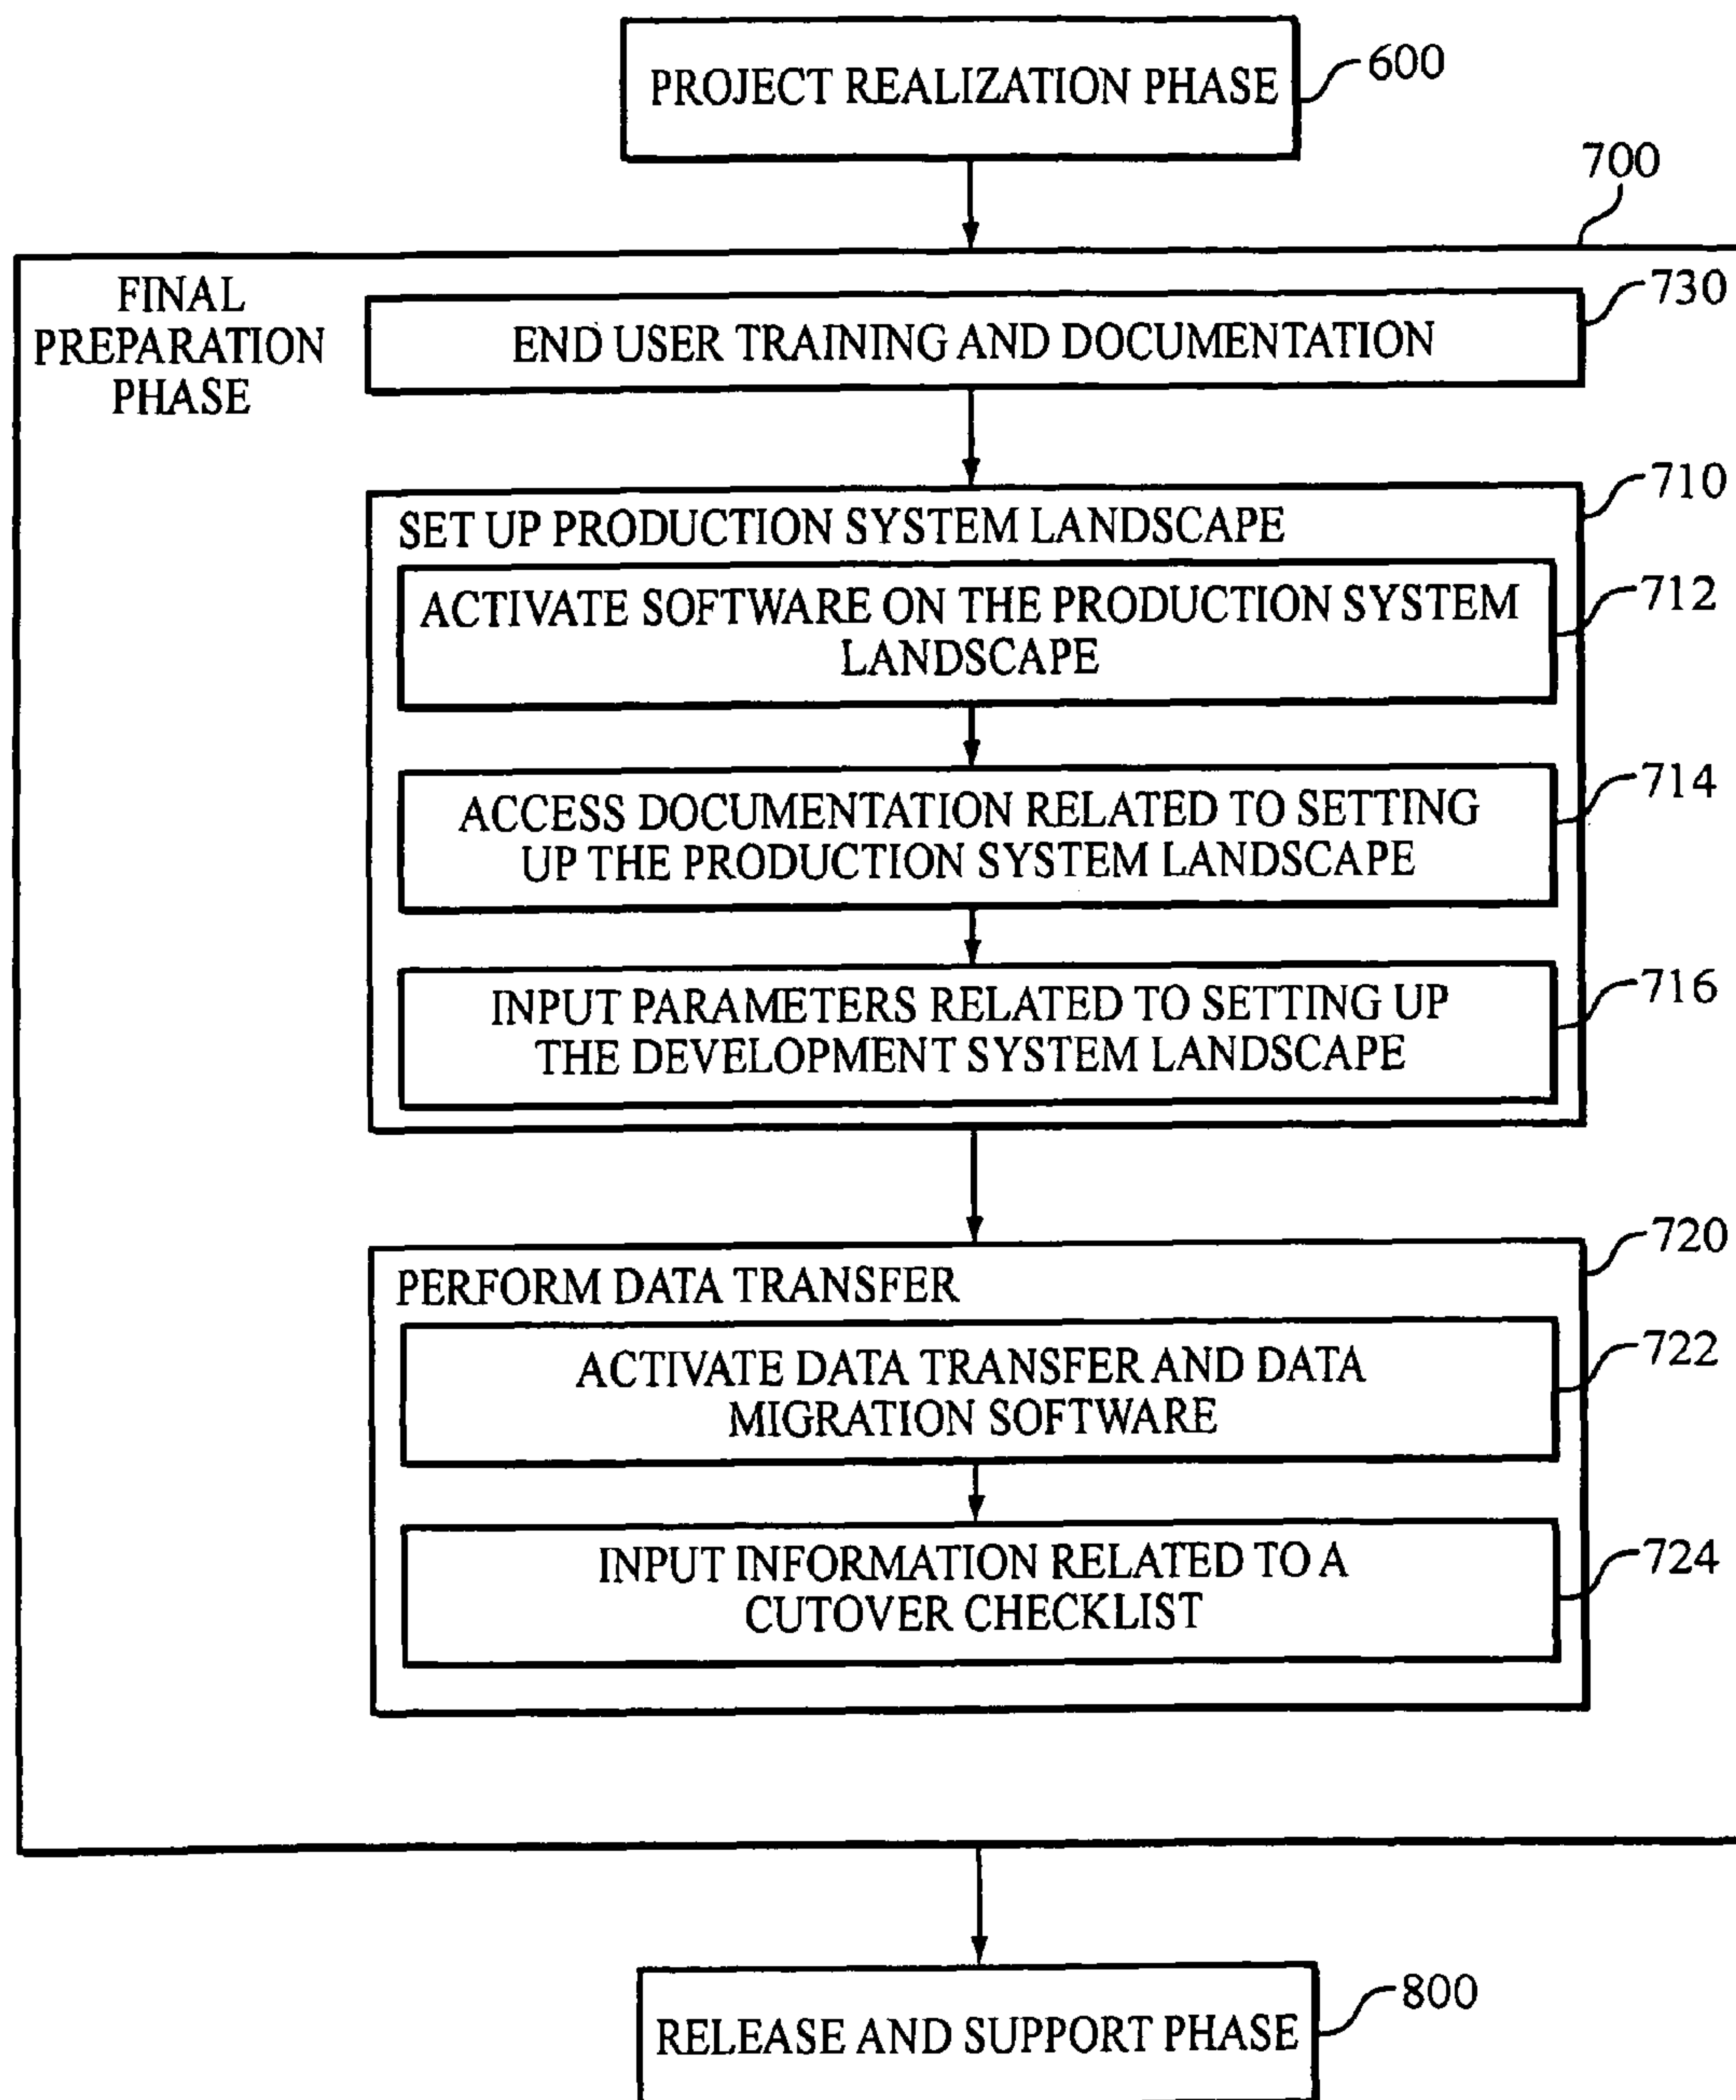 PROJECT REALIZATION PHASE
600
700
FINAL
PREPARATION
PHASE
END USER TRAINING AND DOCUMENTATION
730
SET UP PRODUCTION SYSTEM LANDSCAPE
710
ACTIVATE SOFTWARE ON THE PRODUCTION SYSTEM
LANDSCAPE
712
ACCESS DOCUMENTATION RELATED TO SETTING
UP THE PRODUCTION SYSTEM LANDSCAPE
714
INPUT PARAMETERS RELATED TO SETTING UP
THE DEVELOPMENT SYSTEM LANDSCAPE
716
PERFORM DATA TRANSFER
720
ACTIVATE DATA TRANSFER AND DATA
MIGRATION SOFTWARE
722
INPUT INFORMATION RELATED TO A
CUTOVER CHECKLIST
724
RELEASE AND SUPPORT PHASE
800